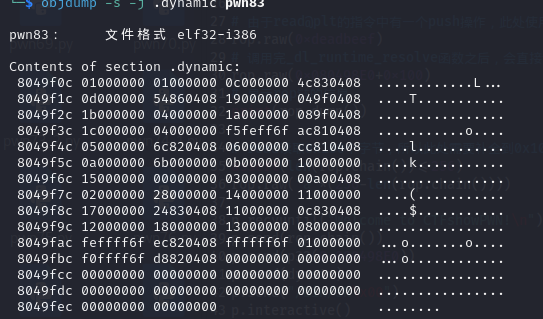 └─$ objdump -s -j .dynamic pwn83
pwn83：     文件格式 elf32-i386
Contents of section .dynamic:
8049f0c 01000000 01000000 0c000000 4c830408  ............L...
8049f1c 0d000000 54860408 19000000 049f0408  ....T...........
8049f2c 1b000000 04000000 1a000000 089f0408  ................
8049f3c 1c000000 04000000 f5feff6f ac810408  ...........o....
8049f4c 05000000 6c820408 06000000 cc810408  ....l...........
8049f5c 0a000000 6b000000 0b000000 10000000  ....k...........
8049f6c 15000000 00000000 03000000 00a00408  ................
8049f7c 02000000 28000000 14000000 11000000  ....(...........
8049f8c 17000000 24830408 11000000 0c830408  ....$...........
8049f9c 12000000 18000000 13000000 08000000  ................
8049fac feffff6f ec820408 ffffff6f 01000000  ...o.......o....
8049fbc f0ffff6f d8820408 00000000 00000000  ...o............
8049fcc 00000000 00000000 00000000 00000000  ................
8049fdc 00000000 00000000 00000000 00000000  ................
8049fec 00000000 00000000                    ........
p.interactive()